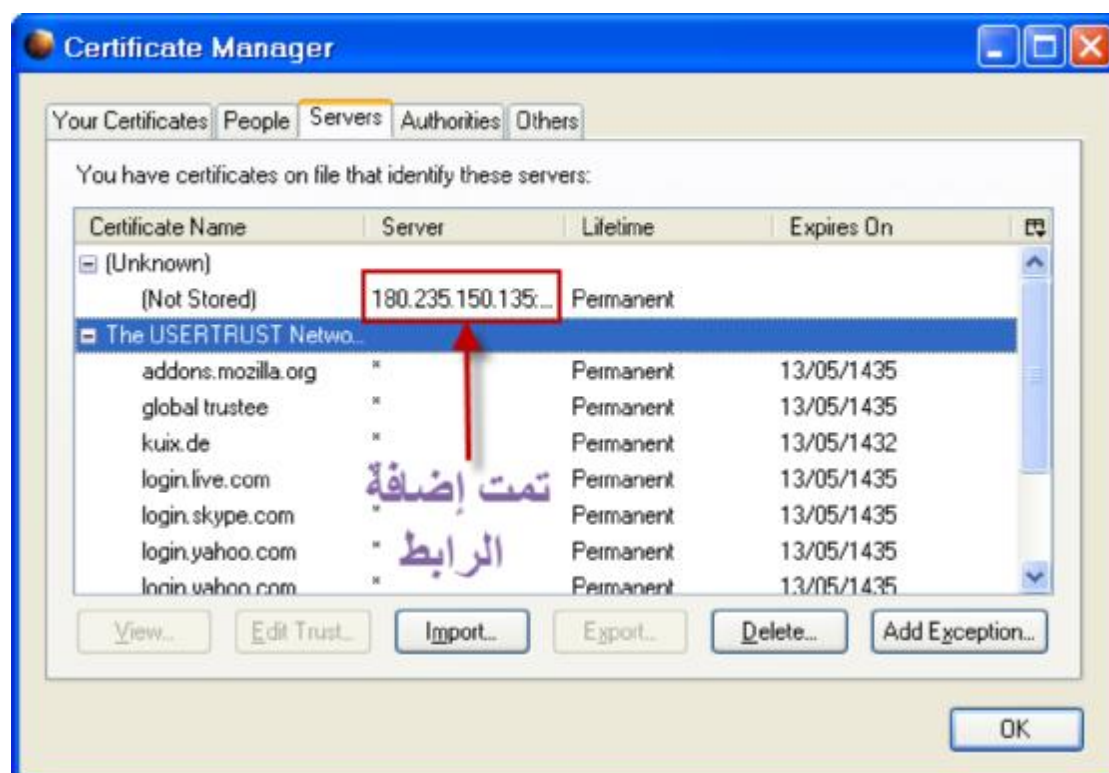 Certificate Manager
Your Certificates People Servers Authorities Others
You have certificates on file that identify these servers:
Certificate Name Server Lifetime Expires On
(Unknown)
(Not Stored) 180.235.150.135:... Permanent
The USERTRUST Netwo...
addons.mozilla.org * Permanent 13/05/1435
global trustee * Permanent 13/05/1435
kuix.de * Permanent 13/05/1432
login.live.com Permanent 13/05/1435
login.skype.com * Permanent 13/05/1435
login.yahoo.com * Permanent 13/05/1435
login.yahoo.com * Permanent 13/05/1435
تمت إضافة
الرابط
View... Edit Trust... Import... Export... Delete... Add Exception...
OK